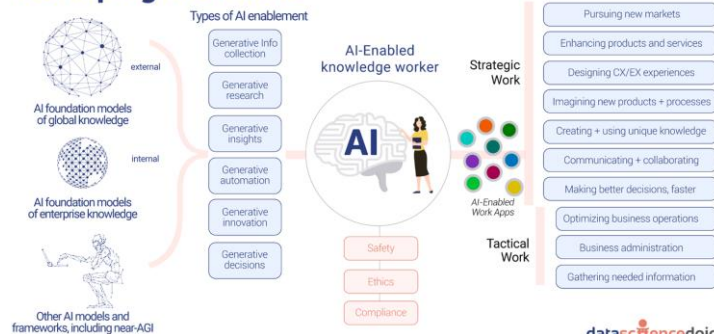 Types of AI enablement
external
AI foundation models
of global knowledge
internal
AI foundation models
of enterprise knowledge
Other AI models and
frameworks, including near-AGI
Generative Info
collection
Generative
research
Generative
insights
Generative
automation
Generative
innovation
Generative
decisions
AI-Enabled
knowledge worker
AI
Safety
Ethics
Compliance
AI-Enabled
Work Apps
Strategic
Work
Pursuing new markets
Enhancing products and services
Designing CX/EX experiences
Imagining new products + processes
Creating + using unique knowledge
Communicating + collaborating
Making better decisions, faster
Tactical
Work
Optimizing business operations
Business administration
Gathering needed information